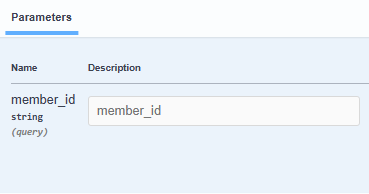 Parameters
Name Description
member_id
string
(query)
member_id